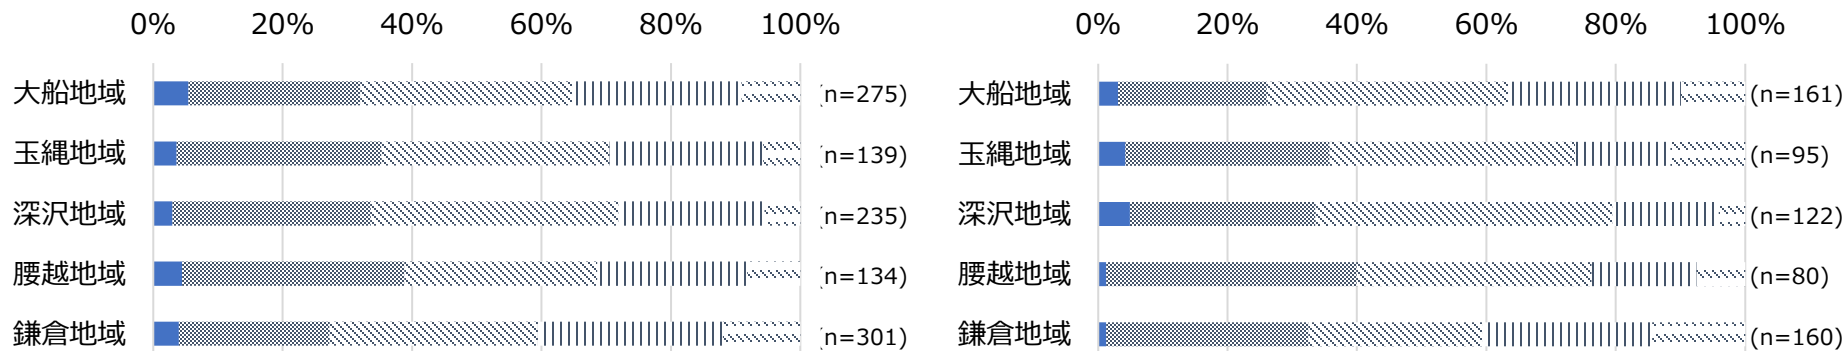 0% 20% 40% 60% 80% 100%
大船地域 (n=275)
玉縄地域 (n=139)
深沢地域 (n=235)
腰越地域 (n=134)
鎌倉地域 (n=301)
0% 20% 40% 60% 80% 100%
大船地域 (n=161)
玉縄地域 (n=95)
深沢地域 (n=122)
腰越地域 (n=80)
鎌倉地域 (n=160)